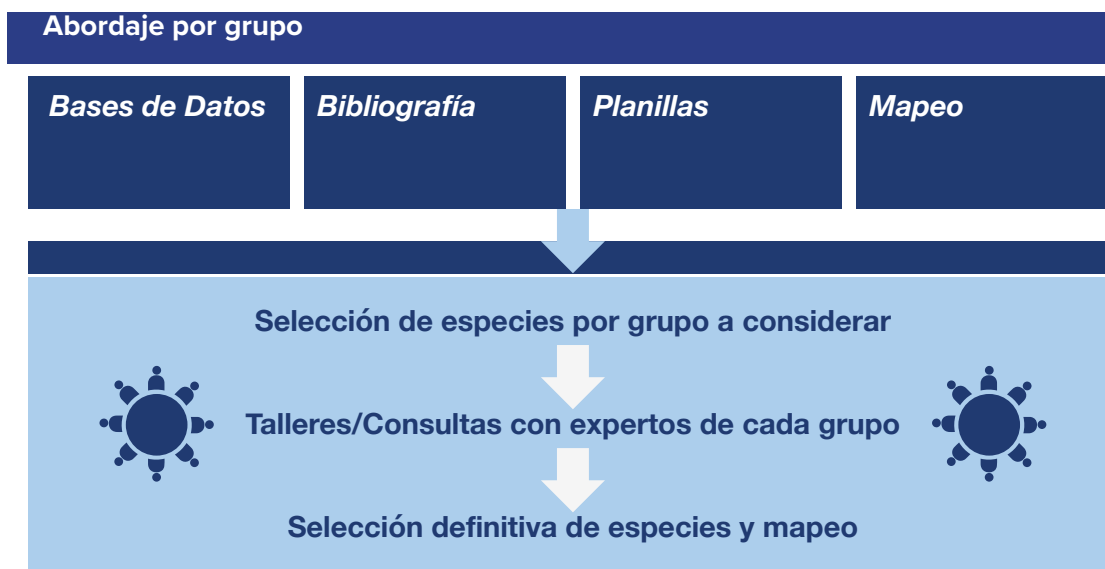 Abordaje por grupo
Bases de Datos
Bibliografía
Planillas
Mapeo
Selección de especies por grupo a considerar
Talleres/Consultas con expertos de cada grupo
Selección definitiva de especies y mapeo